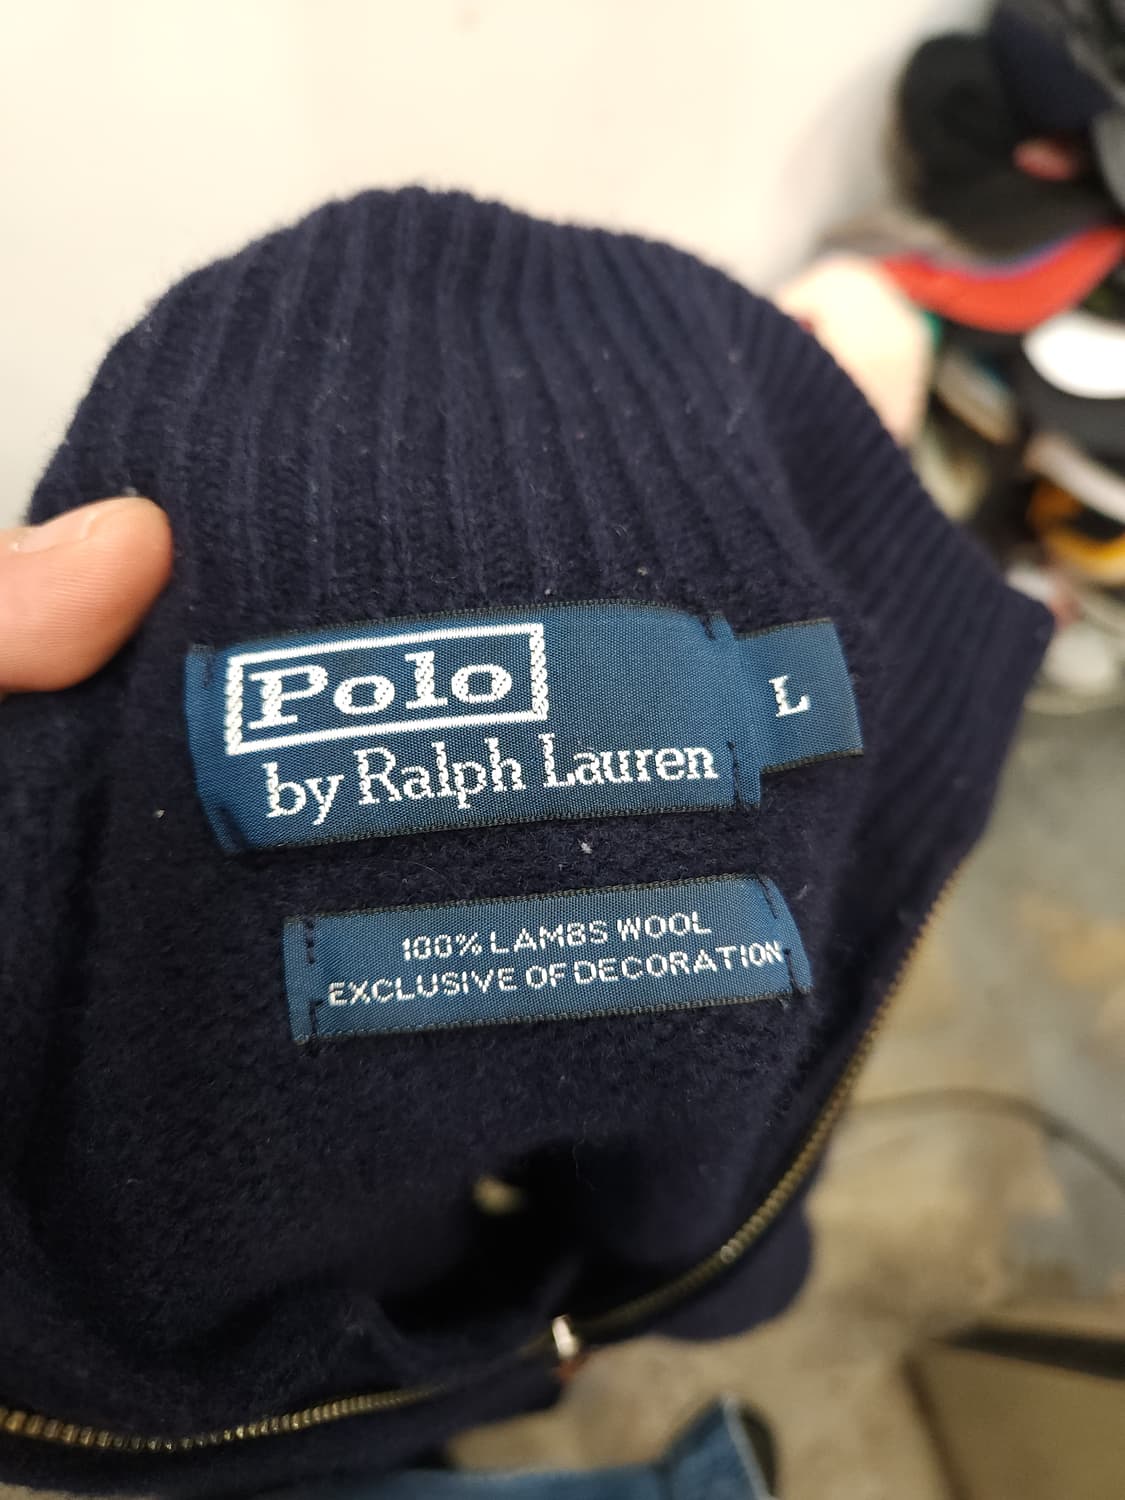 Polo
by Ralph Lauren
L
100% LAMBS WOOL
EXCLUSIVE OF DECORATION